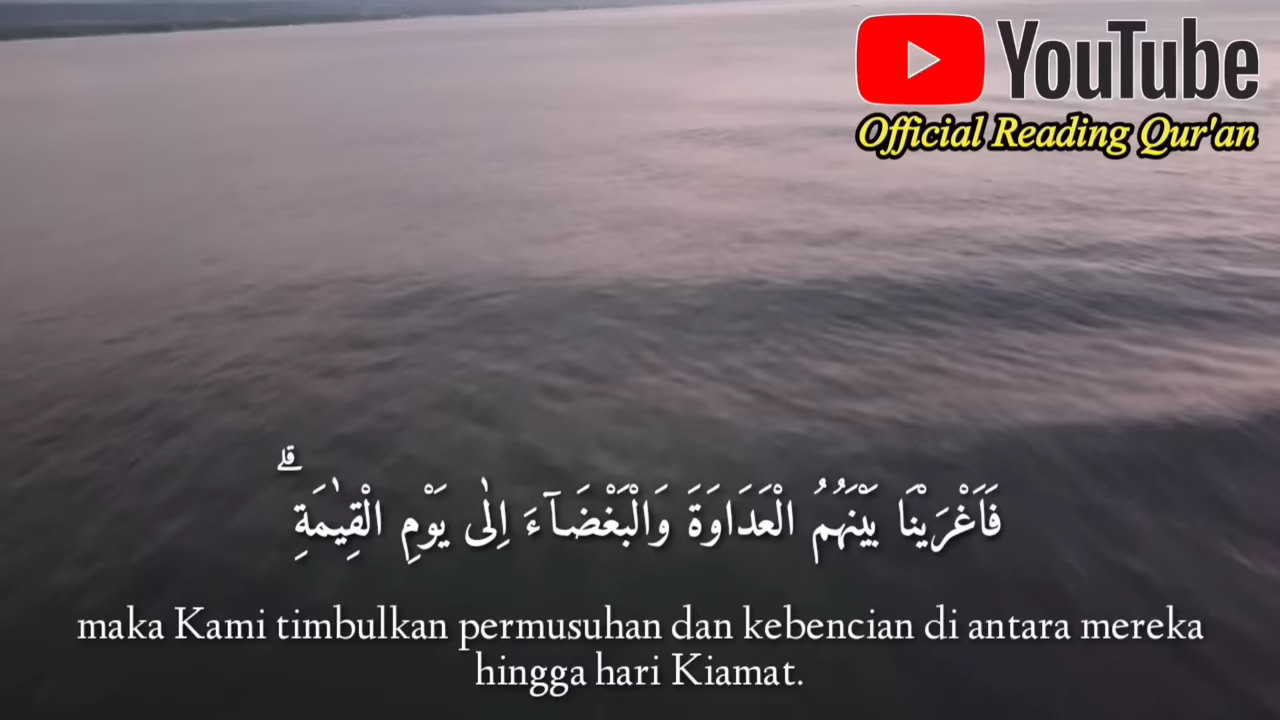 YouTube
Official Reading Qur'an
فَاَغْرَيْنَا بَيْنَهُمُ الْعَدَاوَةَ وَالْبَغْضَاۤءَ اِلٰى يَوْمِ الْقِيٰمَةِ ۗ
maka Kami timbulkan permusuhan dan kebencian di antara mereka
hingga hari Kiamat.